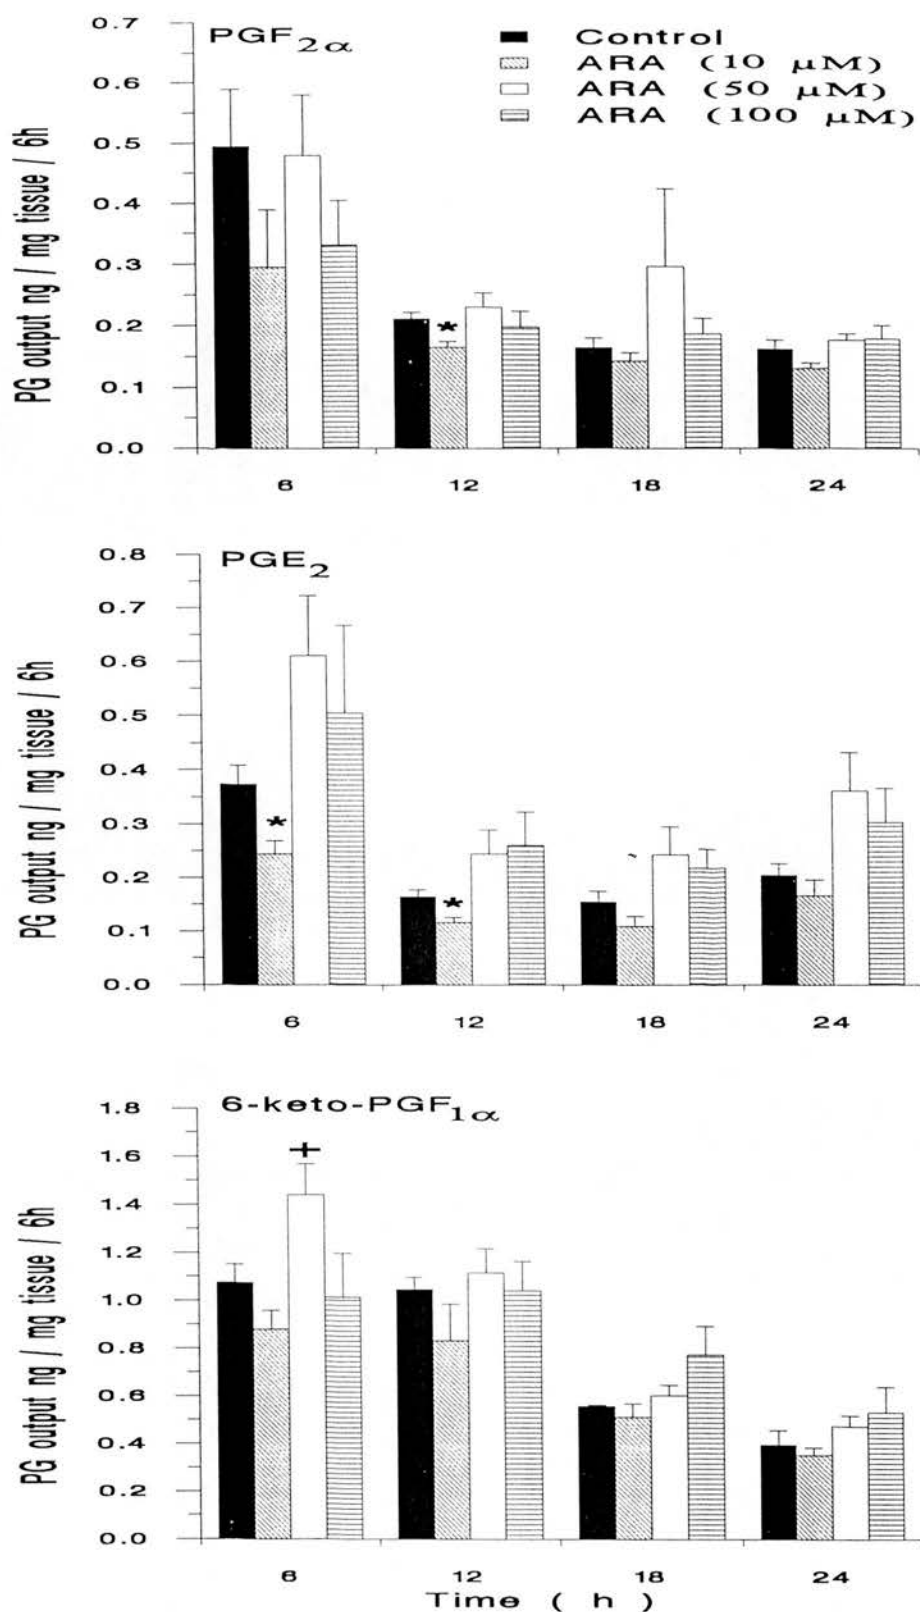 PGF2α
Control
ARA (10 μM)
ARA (50 μM)
ARA (100 μM)
PG output ng / mg tissue / 6h
0.7
0.6
0.5
0.4
0.3
0.2
0.1
0.0
*
6 12 18 24
PGE2
PG output ng / mg tissue / 6h
0.8
0.7
0.6
0.5
0.4
0.3
0.2
0.1
0.0
*
*
6 12 18 24
6-keto-PGF1α
PG output ng / mg tissue / 6h
1.8
1.6
1.4
1.2
1.0
0.8
0.6
0.4
0.2
0.0
+
6 12 18 24
Time ( h )